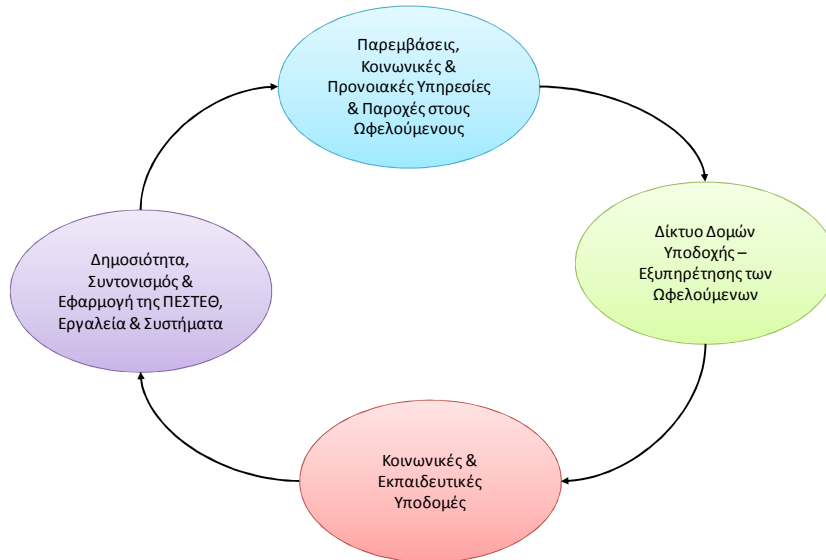 Παρεμβάσεις,
Κοινωνικές &
Προνοιακές Υπηρεσίες
& Παροχές στους
Ωφελούμενους
Δίκτυο Δομών
Υποδοχής –
Εξυπηρέτησης των
Ωφελούμενων
Δημοσιότητα,
Συντονισμός &
Εφαρμογή της ΠΕΣΤΕΘ,
Εργαλεία & Συστήματα
Κοινωνικές &
Εκπαιδευτικές
Υποδομές